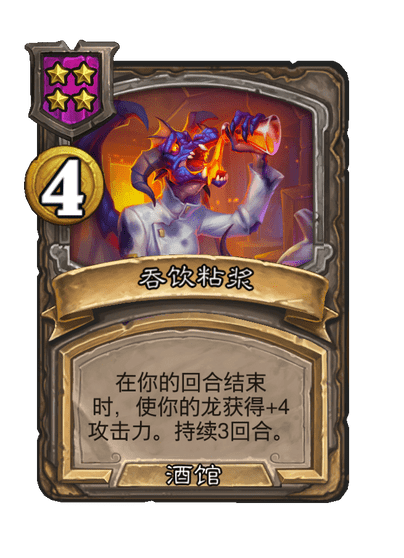 4
吞饮粘浆
在你的回合结束
时，使你的龙获得+4
攻击力。持续3回合。
酒馆